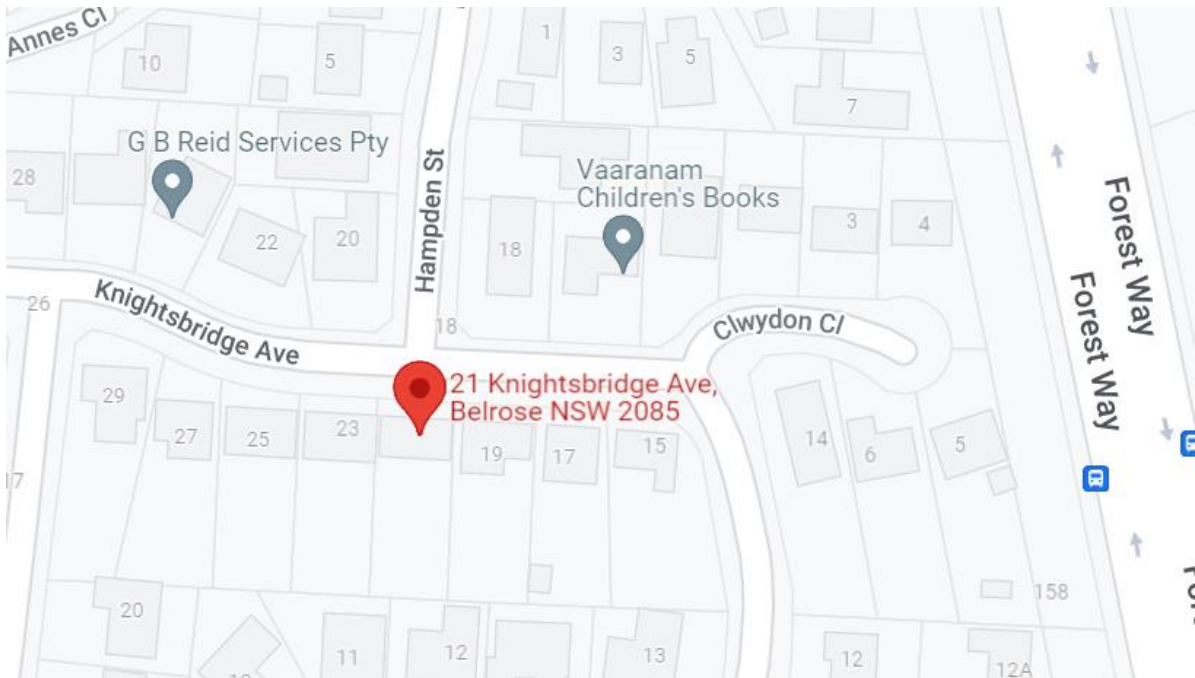 Annes Cl
10
5
1
3
5
7
G B Reid Services Pty
28
Hampden St
Vaaranam
Children's Books
22
20
18
3
4
Forest Way
Forest Way
26
Knightsbridge Ave
18
Clwydon Cl
21 Knightsbridge Ave,
Belrose NSW 2085
29
27
25
23
19
17
15
14
6
5
17
20
11
12
13
12
158
12A